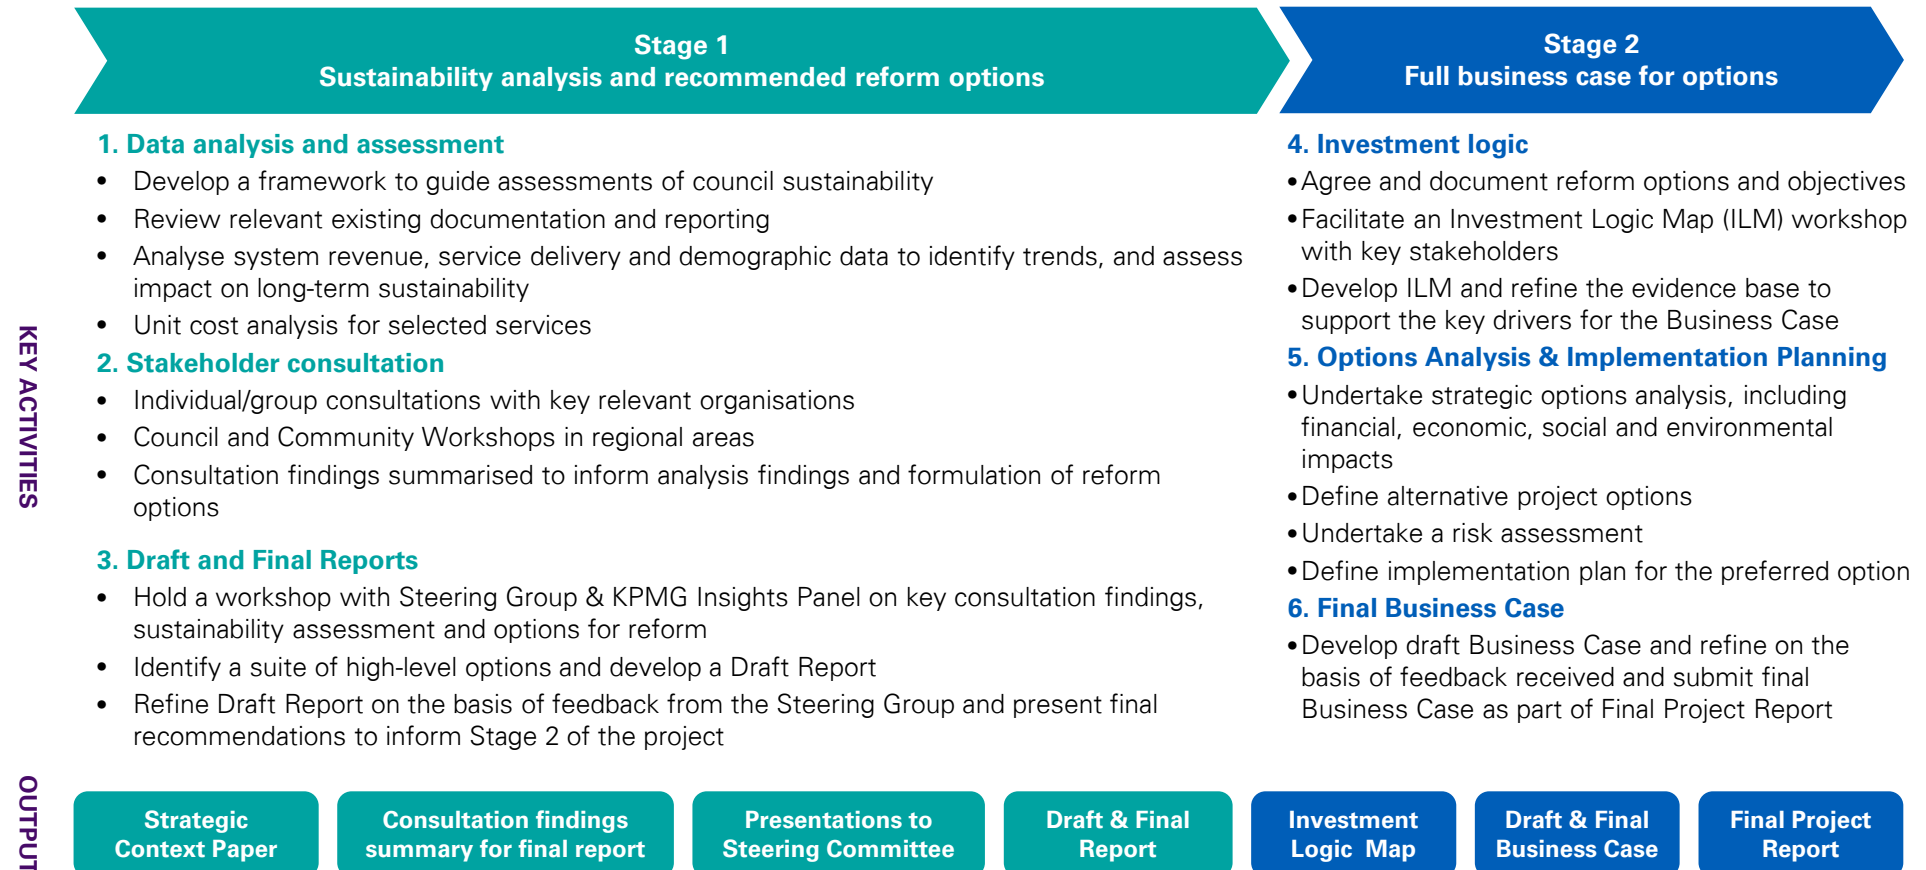 Stage 1
Sustainability analysis and recommended reform options
Stage 2
Full business case for options
KEY ACTIVITIES
1. Data analysis and assessment
• Develop a framework to guide assessments of council sustainability
• Review relevant existing documentation and reporting
• Analyse system revenue, service delivery and demographic data to identify trends, and assess
impact on long-term sustainability
• Unit cost analysis for selected services
2. Stakeholder consultation
• Individual/group consultations with key relevant organisations
• Council and Community Workshops in regional areas
• Consultation findings summarised to inform analysis findings and formulation of reform
options
3. Draft and Final Reports
• Hold a workshop with Steering Group & KPMG Insights Panel on key consultation findings,
sustainability assessment and options for reform
• Identify a suite of high-level options and develop a Draft Report
• Refine Draft Report on the basis of feedback from the Steering Group and present final
recommendations to inform Stage 2 of the project
4. Investment logic
• Agree and document reform options and objectives
• Facilitate an Investment Logic Map (ILM) workshop
with key stakeholders
• Develop ILM and refine the evidence base to
support the key drivers for the Business Case
5. Options Analysis & Implementation Planning
• Undertake strategic options analysis, including
financial, economic, social and environmental
impacts
• Define alternative project options
• Undertake a risk assessment
• Define implementation plan for the preferred option
6. Final Business Case
• Develop draft Business Case and refine on the
basis of feedback received and submit final
Business Case as part of Final Project Report
OUTPUT
Strategic
Context Paper
Consultation findings
summary for final report
Presentations to
Steering Committee
Draft & Final
Report
Investment
Logic Map
Draft & Final
Business Case
Final Project
Report